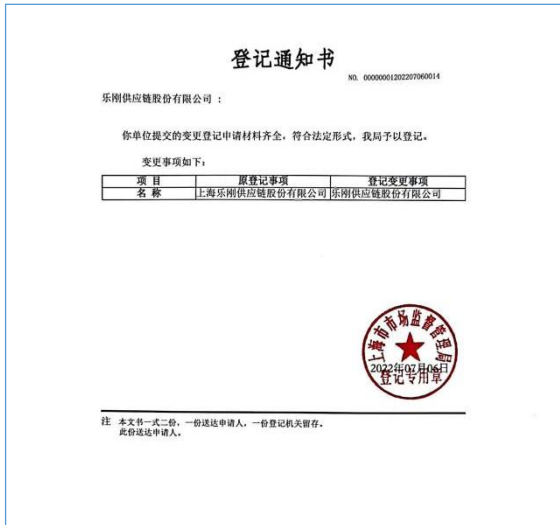 登记通知书
NO. 00000001202207060014
乐刚供应链股份有限公司：
你单位提交的变更登记申请材料齐全，符合法定形式，我局予以登记。
变更事项如下：
项 目 原登记事项 登记变更事项
名 称 上海乐刚供应链股份有限公司 乐刚供应链股份有限公司
上海市市场监督管理局
2022年07月06日
登记专用章
注 本文书一式二份，一份送达申请人，一份登记机关留存。
此份送达申请人。